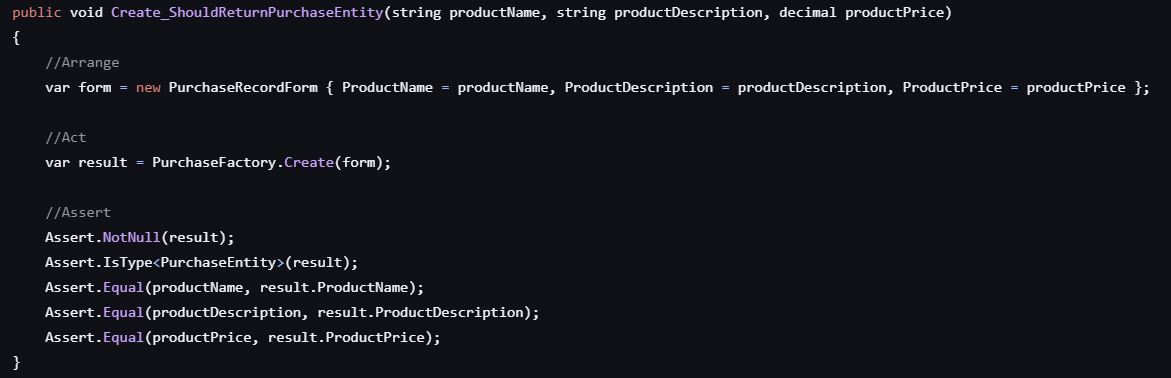 public void Create_ShouldReturnPurchaseEntity(string productName, string productDescription, decimal productPrice)
{
    //Arrange
    var form = new PurchaseRecordForm { ProductName = productName, ProductDescription = productDescription, ProductPrice = productPrice };

    //Act
    var result = PurchaseFactory.Create(form);

    //Assert
    Assert.NotNull(result);
    Assert.IsType<PurchaseEntity>(result);
    Assert.Equal(productName, result.ProductName);
    Assert.Equal(productDescription, result.ProductDescription);
    Assert.Equal(productPrice, result.ProductPrice);
}